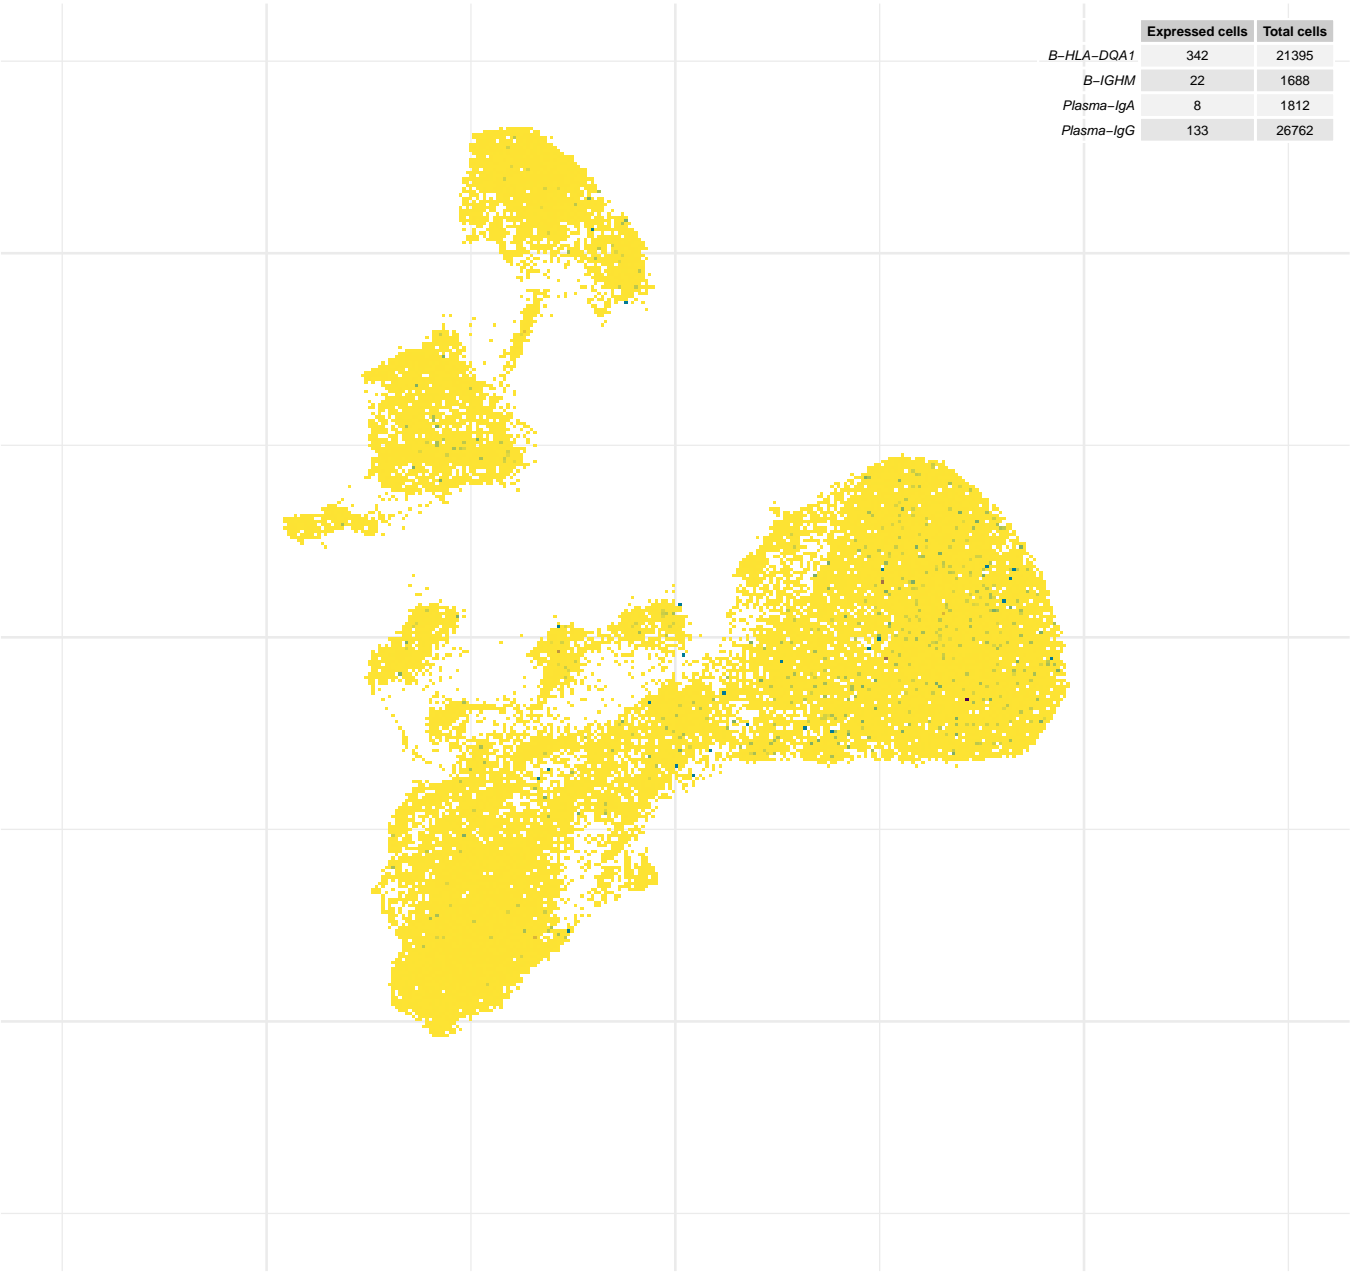 Expressed cells Total cells
B−HLA−DQA1 342 21395
B−IGHM 22 1688
Plasma−IgA 8 1812
Plasma−IgG 133 26762